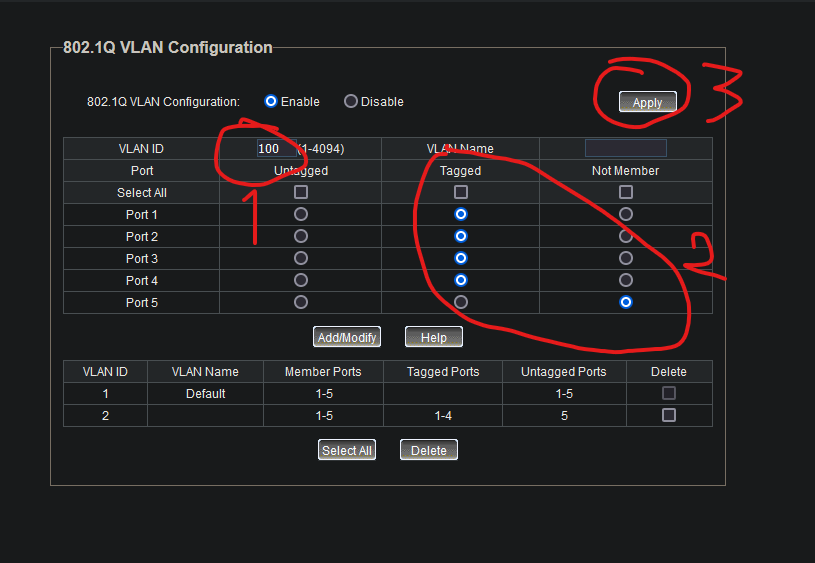 802.1Q VLAN Configuration
802.1Q VLAN Configuration: Enable Disable Apply 3
VLAN ID 100 (1-4094) VLAN Name
Port Untagged Tagged Not Member
Select All
1
Port 1
Port 2
2
Port 3
Port 4
Port 5
Add/Modify Help
VLAN ID VLAN Name Member Ports Tagged Ports Untagged Ports Delete
1 Default 1-5 1-5
2 1-5 1-4 5
Select All Delete